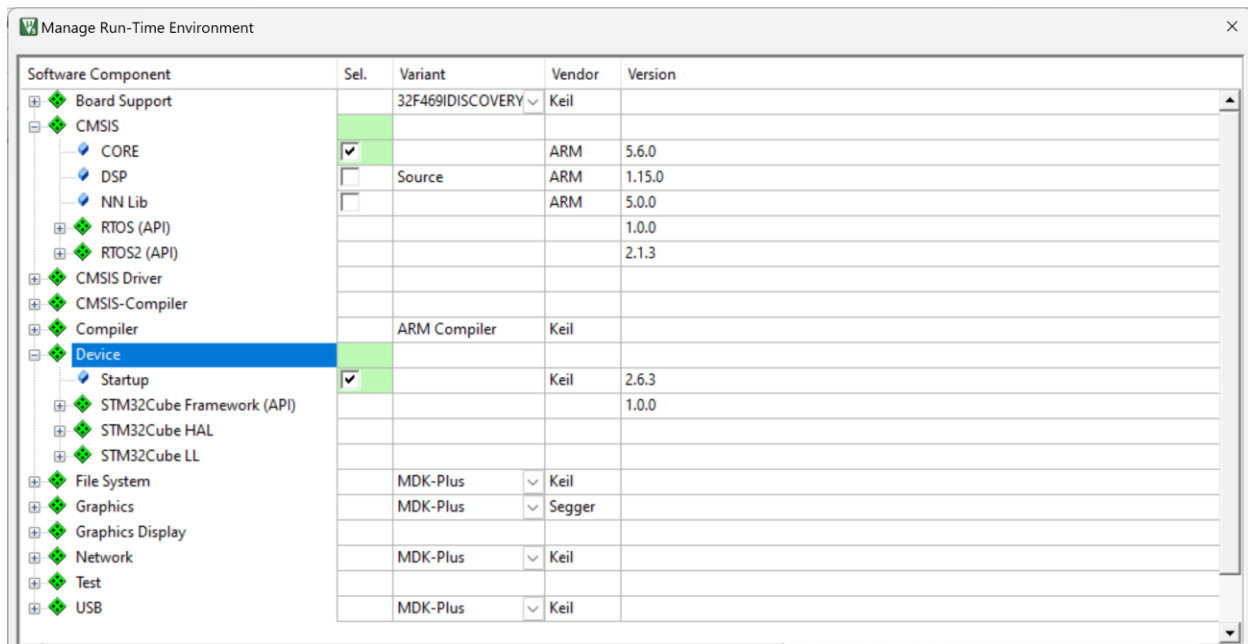 Manage Run-Time Environment
Software Component Sel. Variant Vendor Version
Board Support 32F469IDISCOVERY Keil
CMSIS
CORE ARM 5.6.0
DSP Source ARM 1.15.0
NN Lib ARM 5.0.0
RTOS (API) 1.0.0
RTOS2 (API) 2.1.3
CMSIS Driver
CMSIS-Compiler
Compiler ARM Compiler Keil
Device
Startup Keil 2.6.3
STM32Cube Framework (API) 1.0.0
STM32Cube HAL
STM32Cube LL
File System MDK-Plus Keil
Graphics MDK-Plus Segger
Graphics Display
Network MDK-Plus Keil
Test
USB MDK-Plus Keil